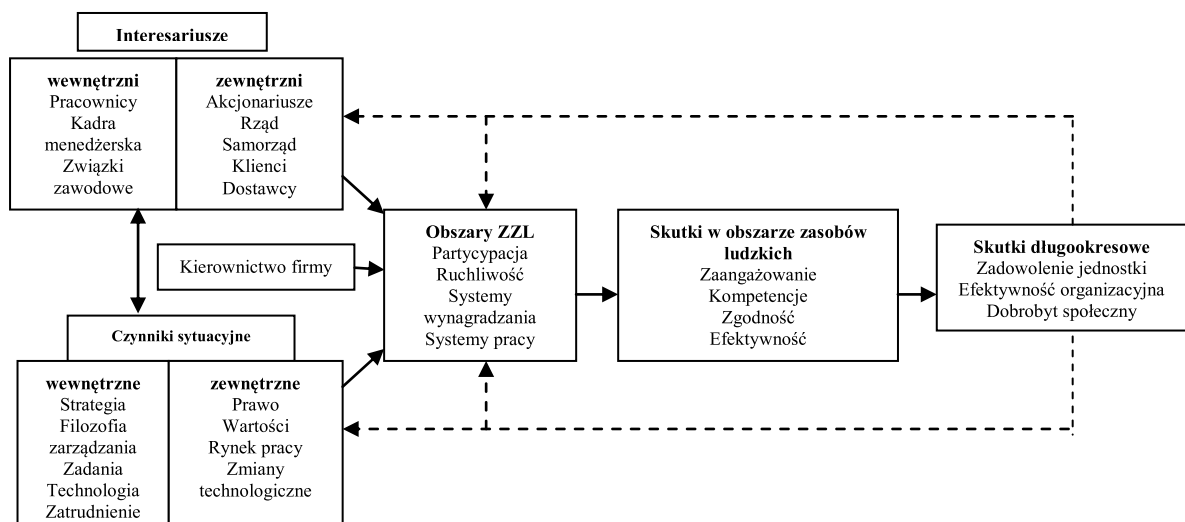 Interesariusze
wewnętrzni
Pracownicy
Kadra
menedżerska
Związki
zawodowe
zewnętrzni
Akcjonariusze
Rząd
Samorząd
Klienci
Dostawcy
Kierownictwo firmy
Czynniki sytuacyjne
wewnętrzne
Strategia
Filozofia
zarządzania
Zadania
Technologia
Zatrudnienie
zewnętrzne
Prawo
Wartości
Rynek pracy
Zmiany
technologiczne
Obszary ZZL
Partycypacja
Ruchliwość
Systemy
wynagradzania
Systemy pracy
Skutki w obszarze zasobów
ludzkich
Zaangażowanie
Kompetencje
Zgodność
Efektywność
Skutki długookresowe
Zadowolenie jednostki
Efektywność organizacyjna
Dobrobyt społeczny